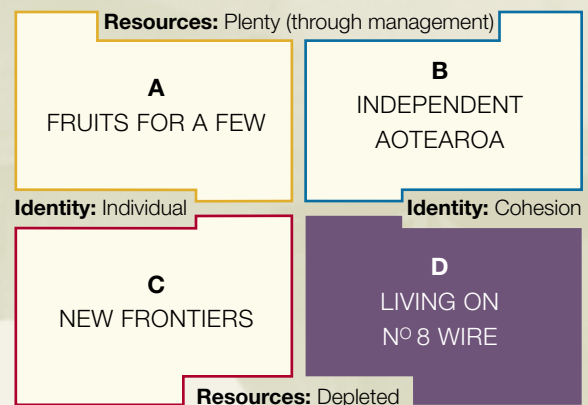 Resources: Plenty (through management)
A
FRUITS FOR A FEW
B
INDEPENDENT
AOTEAROA
Identity: Individual
Identity: Cohesion
C
NEW FRONTIERS
D
LIVING ON
Nº 8 WIRE
Resources: Depleted